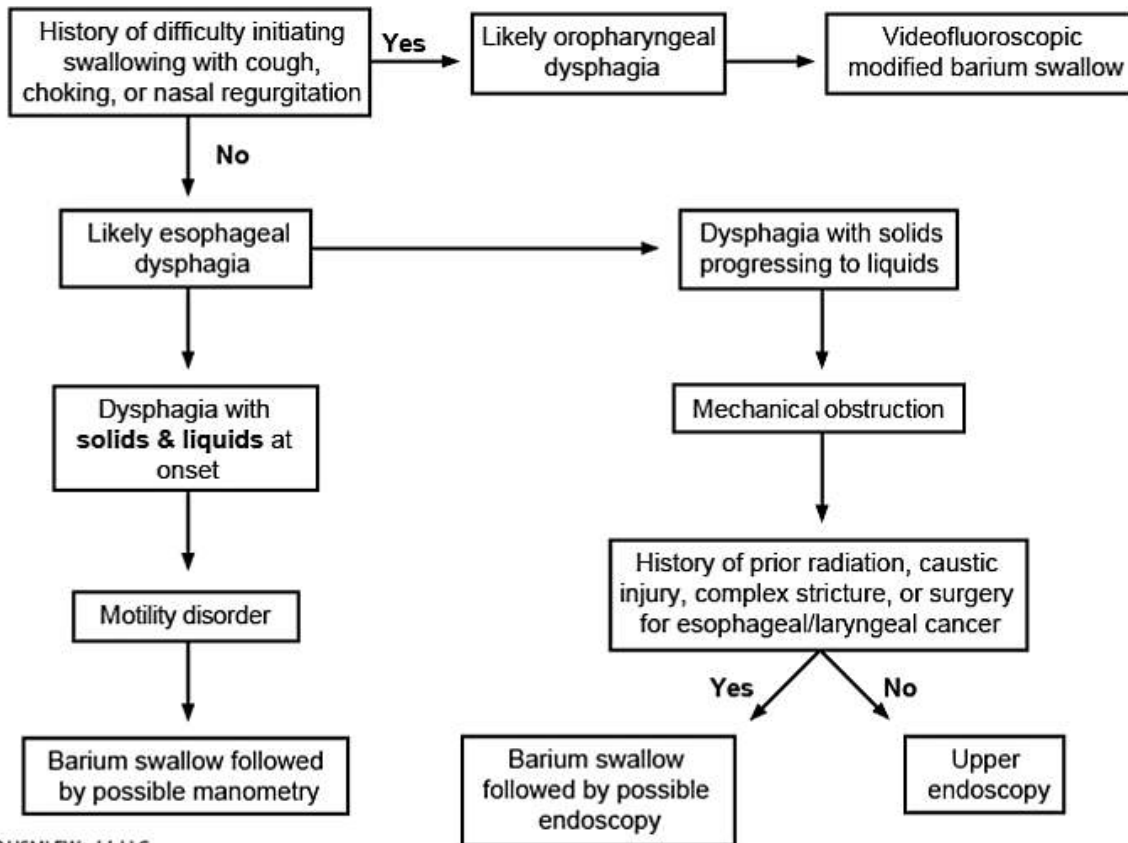 History of difficulty initiating
swallowing with cough,
choking, or nasal regurgitation
Yes
Likely oropharyngeal
dysphagia
Videofluoroscopic
modified barium swallow
No
Likely esophageal
dysphagia
Dysphagia with solids
progressing to liquids
Dysphagia with
solids & liquids at
onset
Mechanical obstruction
Motility disorder
History of prior radiation, caustic
injury, complex stricture, or surgery
for esophageal/laryngeal cancer
Yes
No
Barium swallow followed
by possible manometry
Barium swallow
followed by possible
endoscopy
Upper
endoscopy